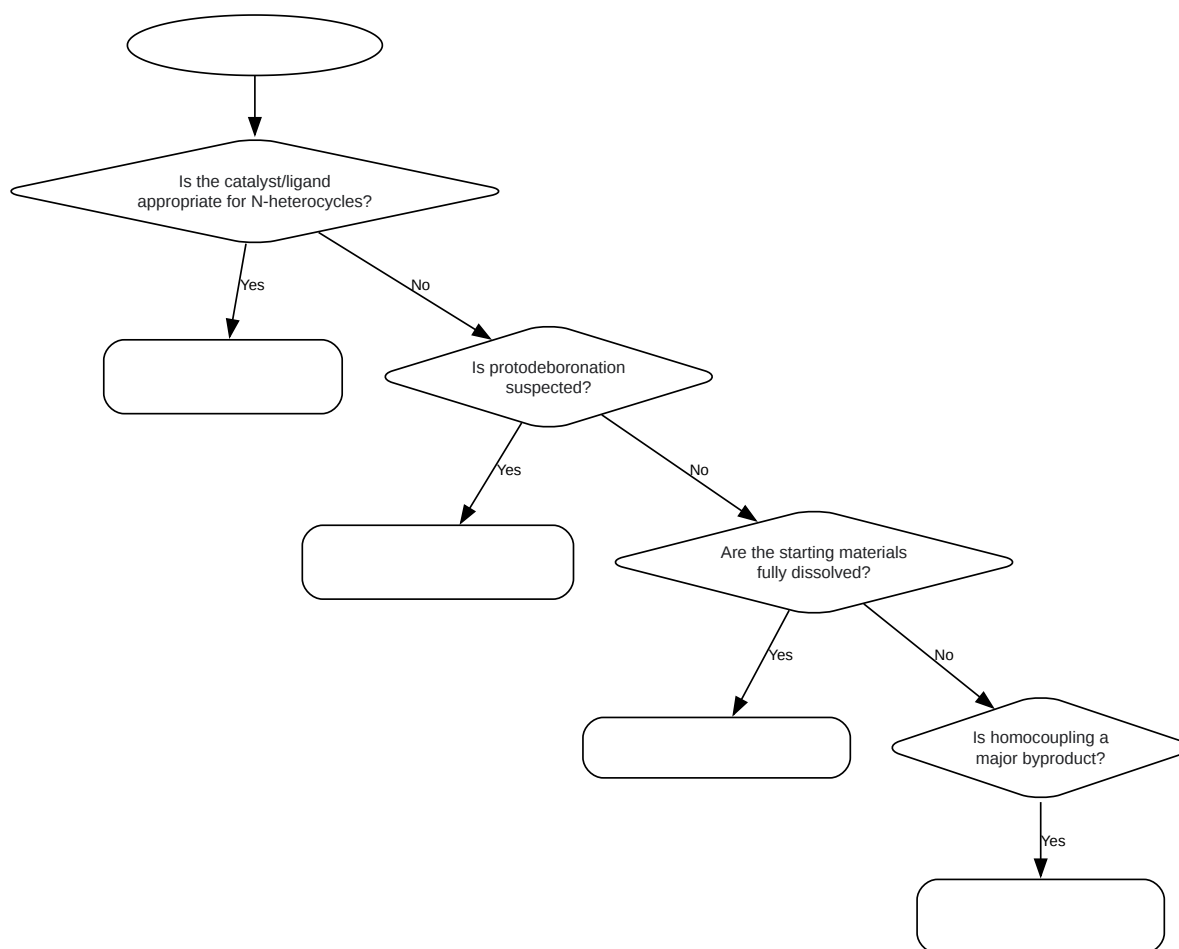 Is the catalyst/ligand
appropriate for N-heterocycles?
Yes
No
Is protodeboronation
suspected?
Yes
No
Are the starting materials
fully dissolved?
Yes
No
Is homocoupling a
major byproduct?
Yes